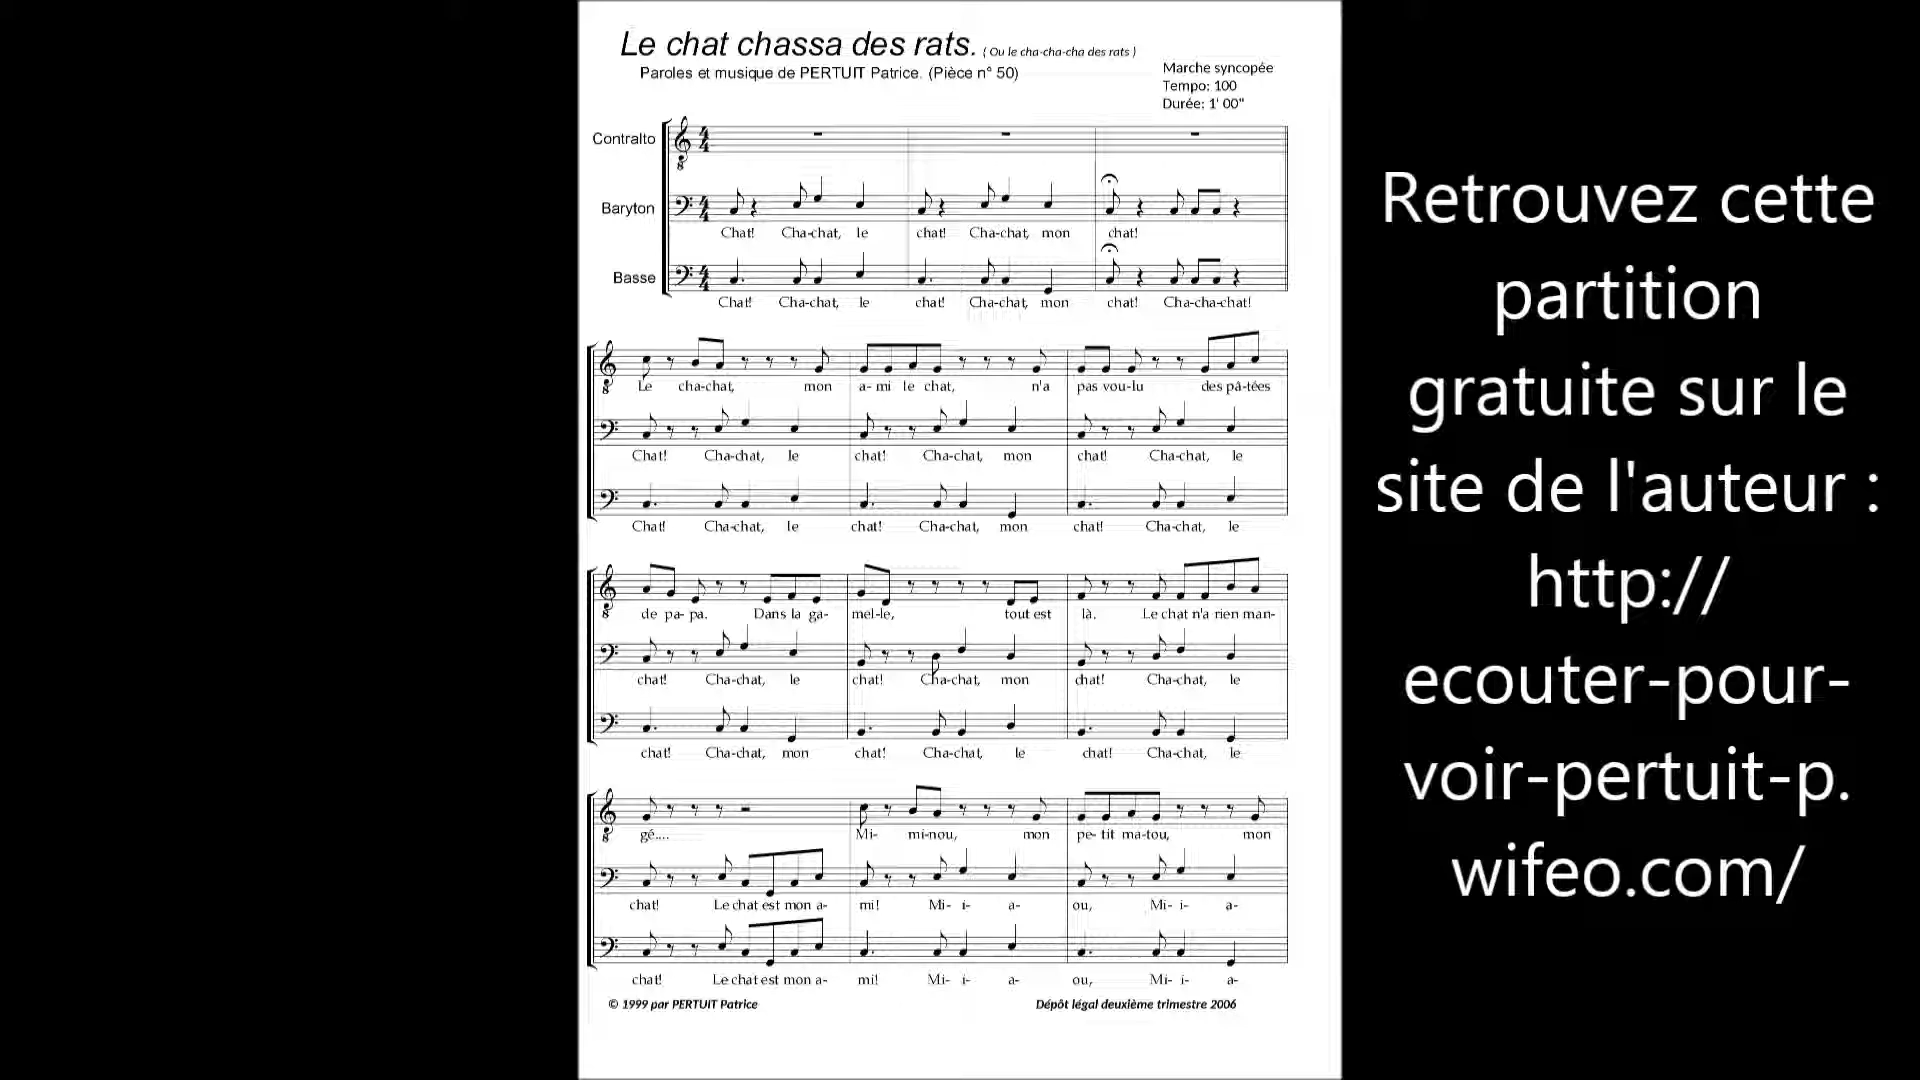 Le chat chassa des rats. ( Ou le cha-cha-cha des rats )
Paroles et musique de PERTUIT Patrice. (Pièce n° 50)
Marche syncopée
Tempo: 100
Durée: 1' 00"
Contralto
Baryton
Chat! Cha-chat, le chat! Cha-chat, mon chat!
Basse
Chat! Cha-chat, le chat! Cha-chat, mon chat! Cha-cha-chat!
Le cha-chat, mon a- mi le chat, n'a pas vou-lu des pâ-tées
Chat! Cha-chat, le chat! Cha-chat, mon chat! Cha-chat, le
Chat! Cha-chat, le chat! Cha-chat, mon chat! Cha-chat, le
de pa- pa. Dans la ga- mel-le, tout est là. Le chat n'a rien man-
chat! Cha-chat, le chat! Cha-chat, mon chat! Cha-chat, le
chat! Cha-chat, mon chat! Cha-chat, le chat! Cha-chat, le
gé.... Mi- mi-nou, mon pe- tit ma-tou, mon
chat! Le chat est mon a- mi! Mi- i- a- ou, Mi- i- a-
chat! Le chat est mon a- mi! Mi- i- a- ou, Mi- i- a-
© 1999 par PERTUIT Patrice
Dépôt légal deuxième trimestre 2006
Retrouvez cette
partition
gratuite sur le
site de l'auteur :
http://
ecouter-pour-
voir-pertuit-p.
wifeo.com/